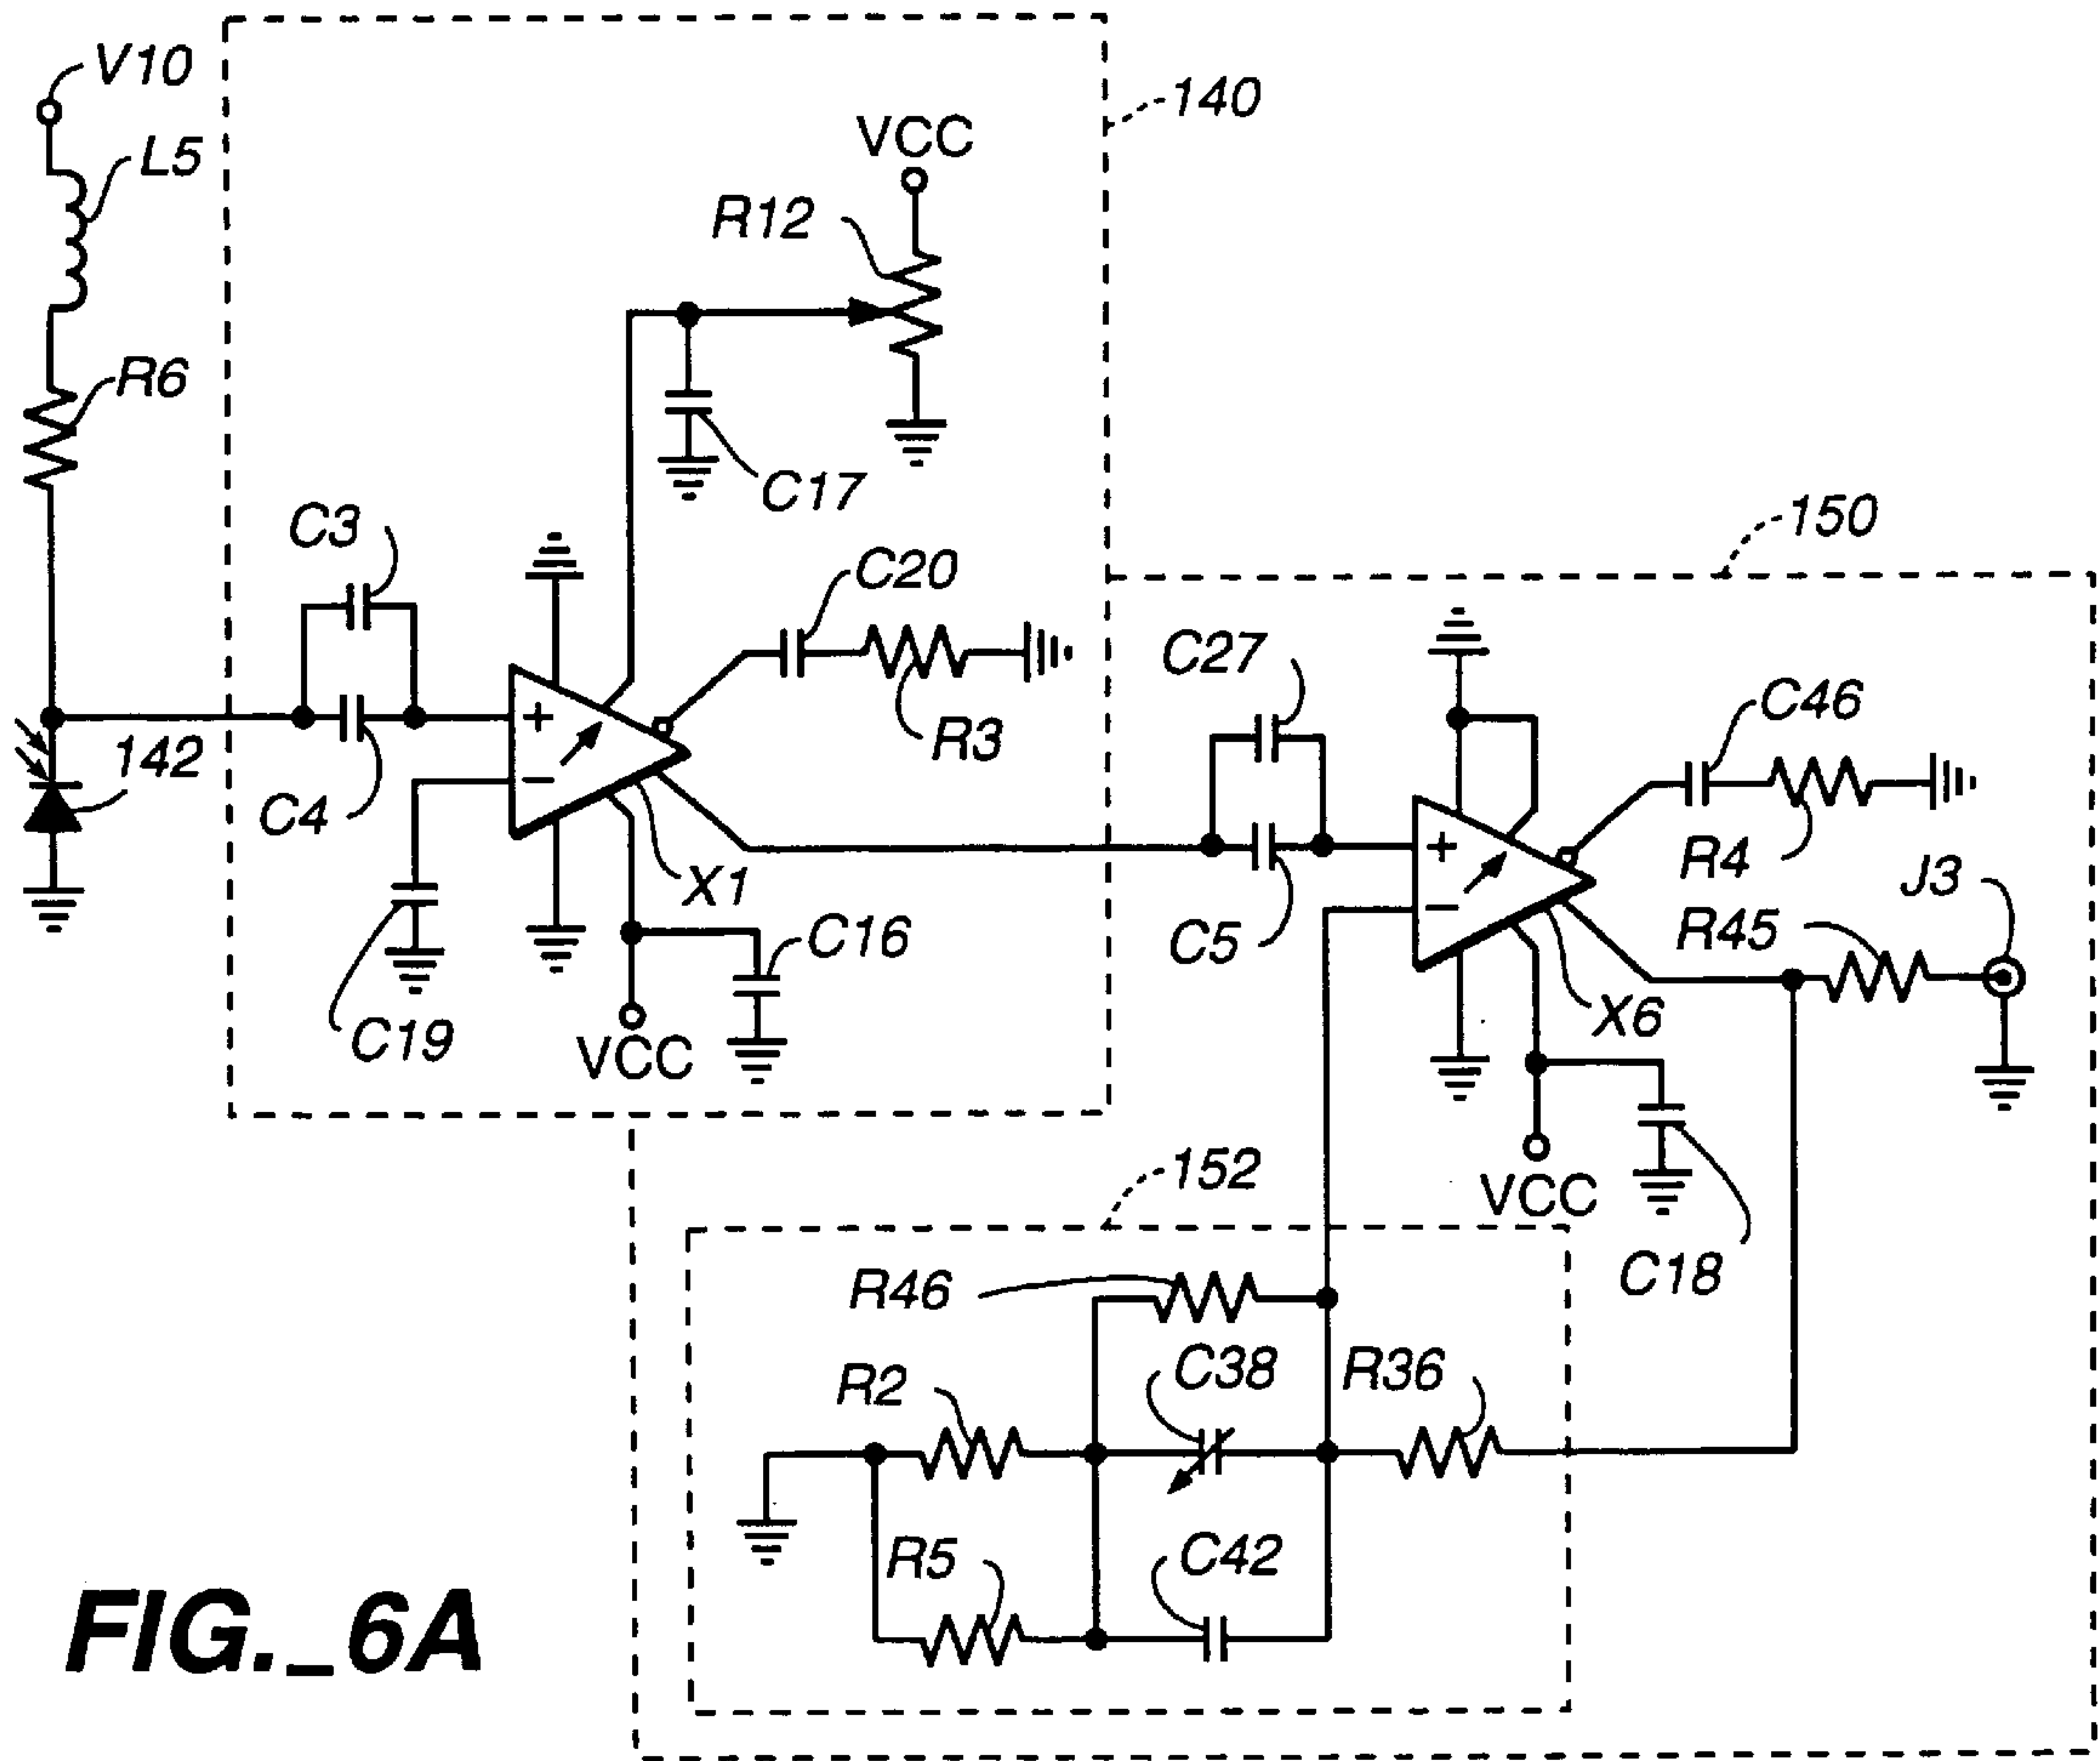 V10
L5
140
VCC
R12
R6
C17
C3
C20
150
C27
C46
+
R3
142
C4
−
X1
+
R4
J3
−
C5
R45
C16
X6
C19
VCC
152
VCC
C18
R46
C38
R36
R2
C42
R5
FIG._6A